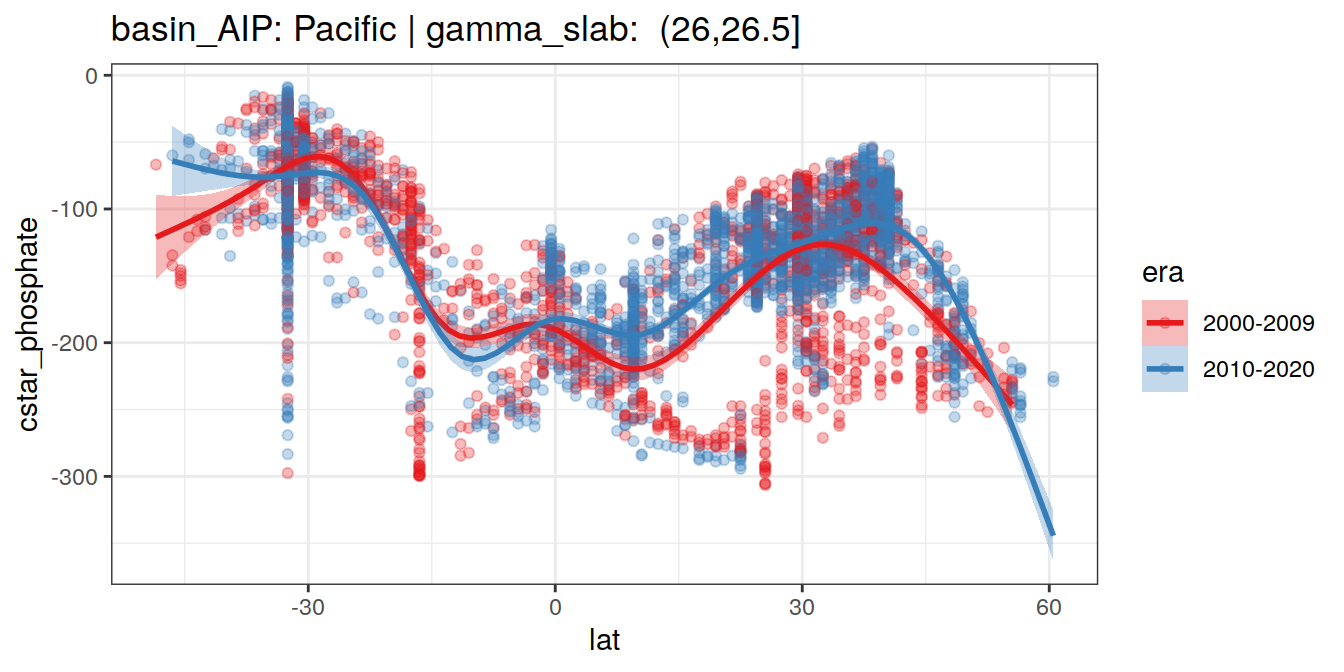 basin_AIP: Pacific | gamma_slab:  (26,26.5]
0
-100
-200
-300
cstar_phosphate
-30
0
30
60
lat
era
2000-2009
2010-2020